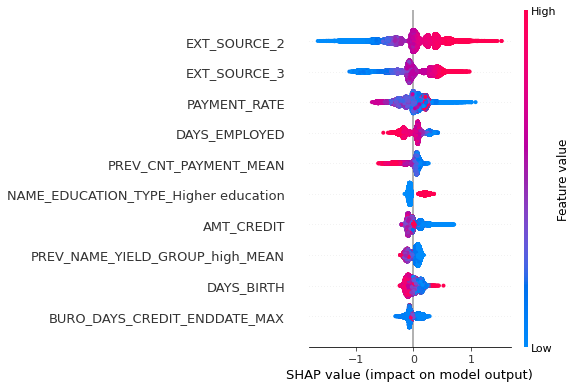 High
EXT_SOURCE_2
EXT_SOURCE_3
PAYMENT_RATE
DAYS_EMPLOYED
PREV_CNT_PAYMENT_MEAN
NAME_EDUCATION_TYPE_Higher education
AMT_CREDIT
PREV_NAME_YIELD_GROUP_high_MEAN
DAYS_BIRTH
BURO_DAYS_CREDIT_ENDDATE_MAX
Feature value
Low
−1 0 1
SHAP value (impact on model output)